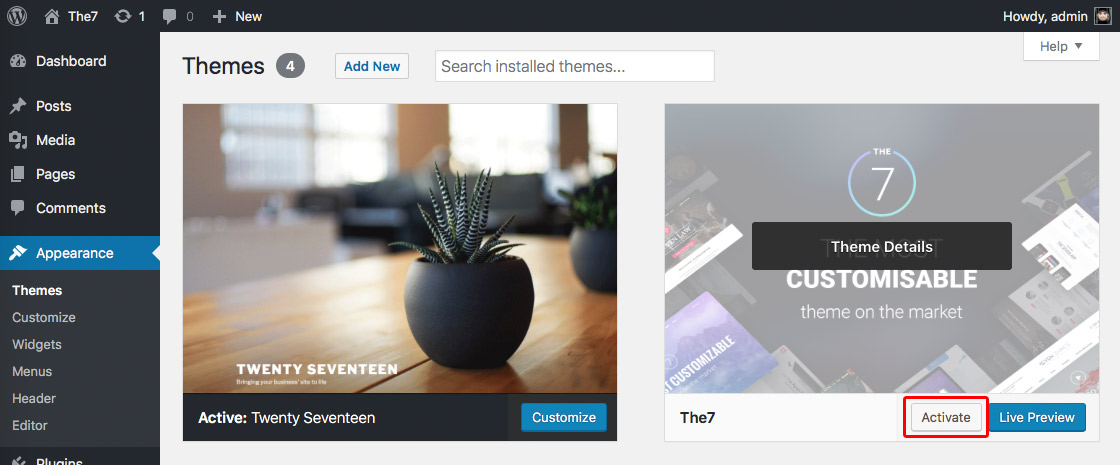 The7 1 0 New Howdy, admin
Help
Dashboard
Posts
Media
Pages
Comments
Appearance
Themes
Customize
Widgets
Menus
Header
Editor
Plugins
Themes 4 Add New Search installed themes...
TWENTY SEVENTEEN
Bringing your business' site to life
Active: Twenty Seventeen Customize
THE
7
Theme Details
THE MOST
CUSTOMISABLE
theme on the market
The7 Activate Live Preview